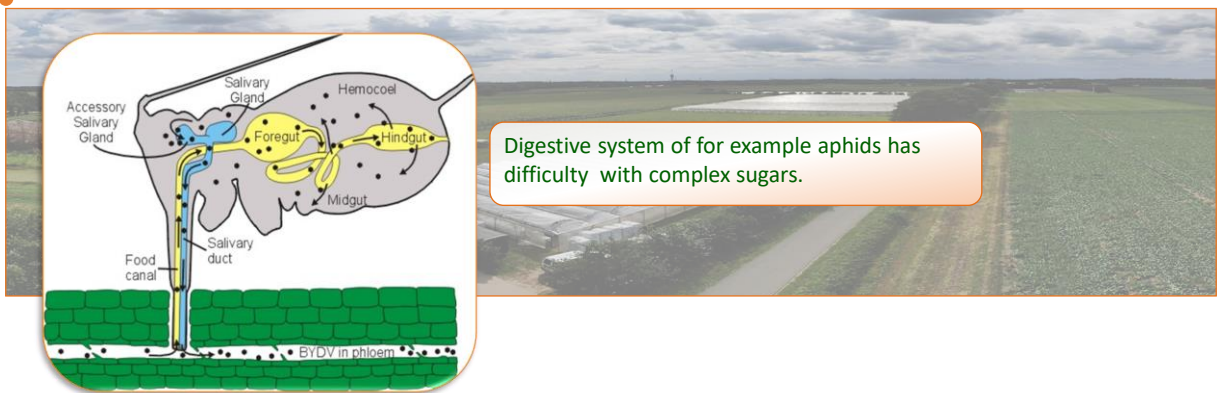 Salivary
Gland
Hemocoel
Accessory
Salivary
Gland
Foregut
Hindgut
Midgut
Salivary
duct
Food
canal
BYDV in phloem
Digestive system of for example aphids has
difficulty with complex sugars.